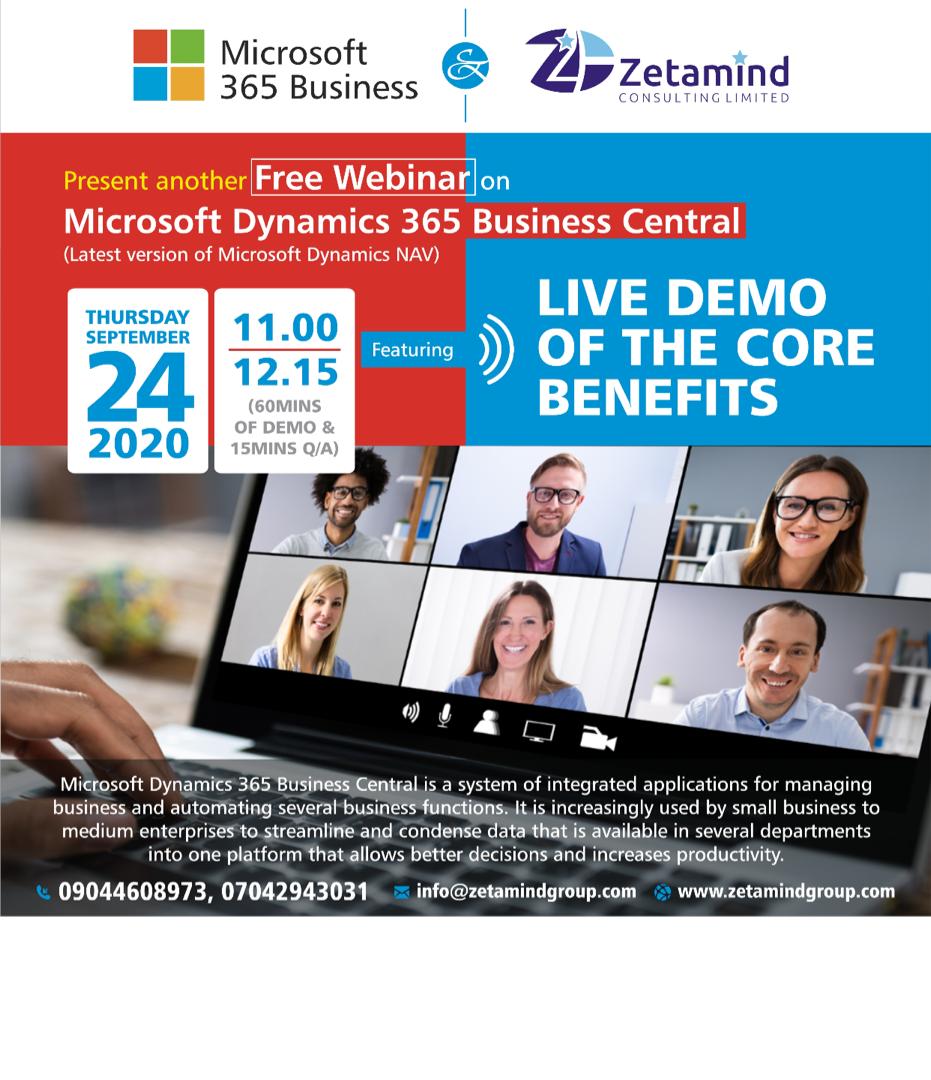 Microsoft
365 Business
&
Zetamind
CONSULTING LIMITED
Present another Free Webinar on
Microsoft Dynamics 365 Business Central
(Latest version of Microsoft Dynamics NAV)
THURSDAY
SEPTEMBER
24
2020
11.00
12.15
(60MINS
OF DEMO &
15MINS Q/A)
Featuring
LIVE DEMO
OF THE CORE
BENEFITS
Microsoft Dynamics 365 Business Central is a system of integrated applications for managing
business and automating several business functions. It is increasingly used by small business to
medium enterprises to streamline and condense data that is available in several departments
into one platform that allows better decisions and increases productivity.
09044608973, 07042943031 info@zetamindgroup.com www.zetamindgroup.com